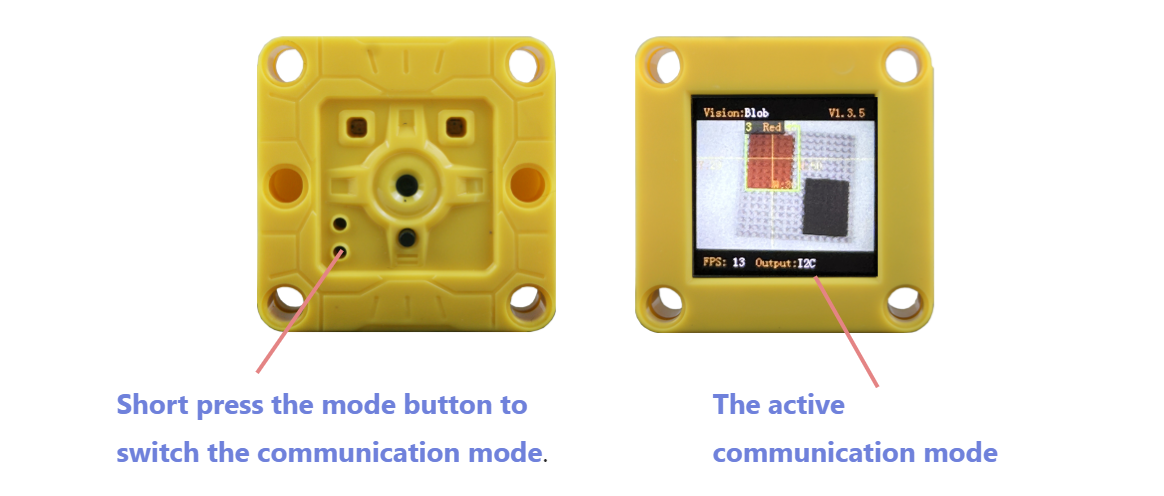 Vision:Blob V1.3.5
3 Red
FPS: 13 Output:I2C
Short press the mode button to
switch the communication mode.
The active
communication mode